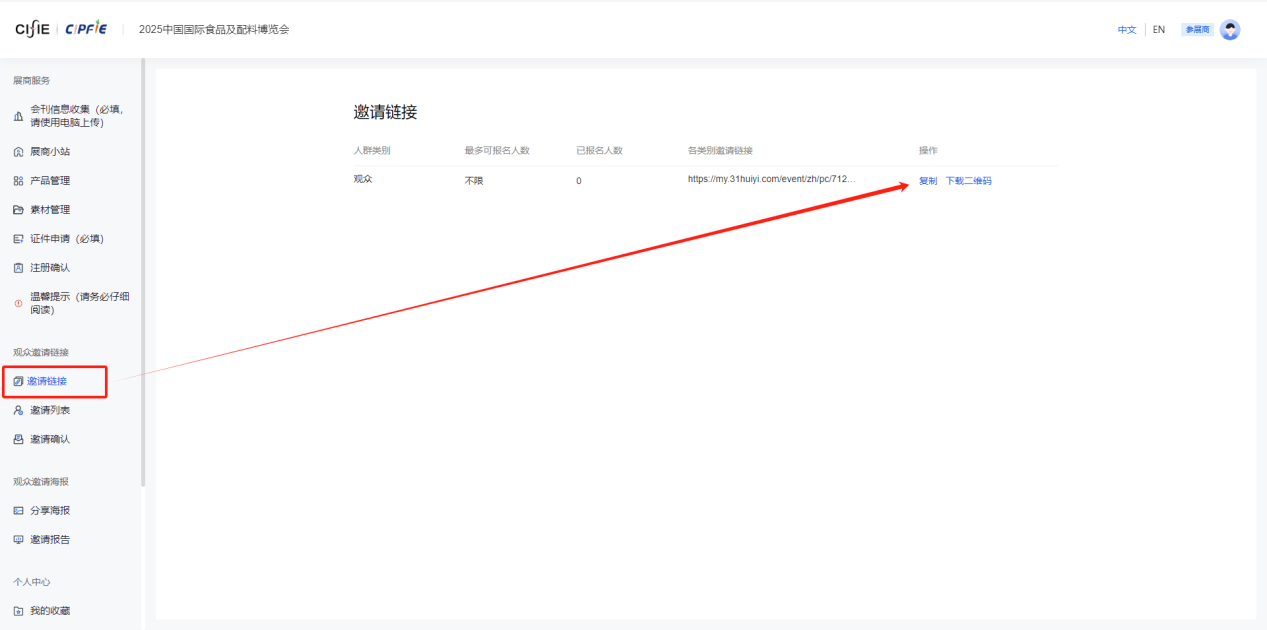 CIFIE CIPFIE 2025中国国际食品及配料博览会 中文 EN 参展商
展商服务
会刊信息收集（必填，
请使用电脑上传）
展商小站
产品管理
素材管理
证件申请（必填）
注册确认
温馨提示（请务必仔细
阅读）
观众邀请链接
邀请链接
邀请列表
邀请确认
观众邀请海报
分享海报
邀请报告
个人中心
我的收藏
邀请链接
人群类别 最多可报名人数 已报名人数 各类别邀请链接 操作
观众 不限 0 https://my.31huiyi.com/event/zh/pc/712... 复制 下载二维码